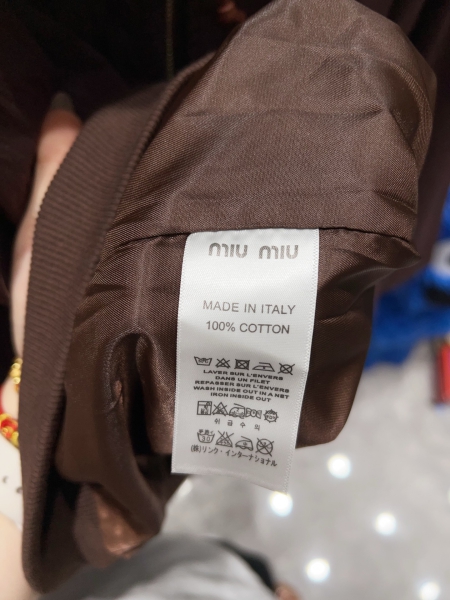 miu miu
MADE IN ITALY
100% COTTON
LAVER SUR L'ENVERS
DANS UN FILET
REPASSER SUR L'ENVERS
WASH INSIDE OUT IN A NET
IRON INSIDE OUT
(株)リンク・インターナショナル